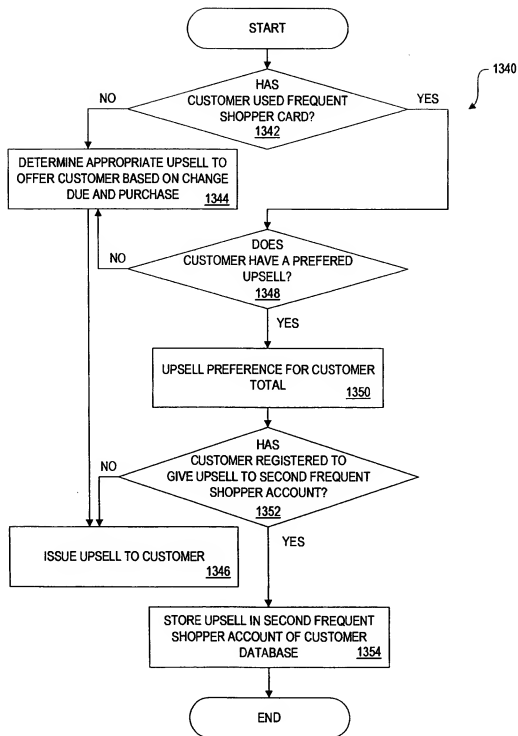 START
1340
HAS
CUSTOMER USED FREQUENT
SHOPPER CARD?
1342
NO
YES
DETERMINE APPROPRIATE UPSELL TO
OFFER CUSTOMER BASED ON CHANGE
DUE AND PURCHASE
1344
DOES
CUSTOMER HAVE A PREFERED
UPSELL?
1348
NO
YES
UPSELL PREFERENCE FOR CUSTOMER
TOTAL
1350
HAS
CUSTOMER REGISTERED TO
GIVE UPSELL TO SECOND FREQUENT
SHOPPER ACCOUNT?
1352
NO
YES
ISSUE UPSELL TO CUSTOMER
1346
STORE UPSELL IN SECOND FREQUENT
SHOPPER ACCOUNT OF CUSTOMER
DATABASE
1354
END